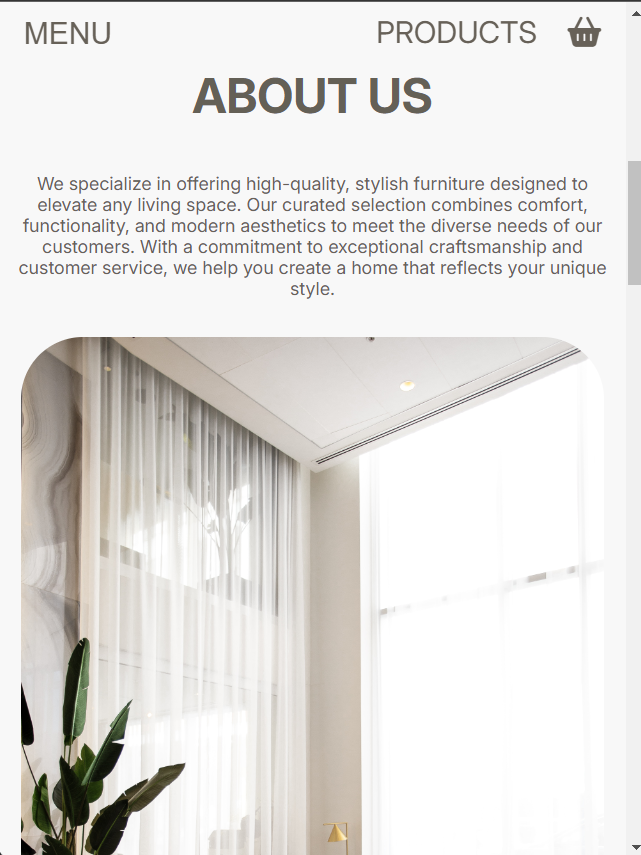 MENU PRODUCTS
ABOUT US
We specialize in offering high-quality, stylish furniture designed to
elevate any living space. Our curated selection combines comfort,
functionality, and modern aesthetics to meet the diverse needs of our
customers. With a commitment to exceptional craftsmanship and
customer service, we help you create a home that reflects your unique
style.